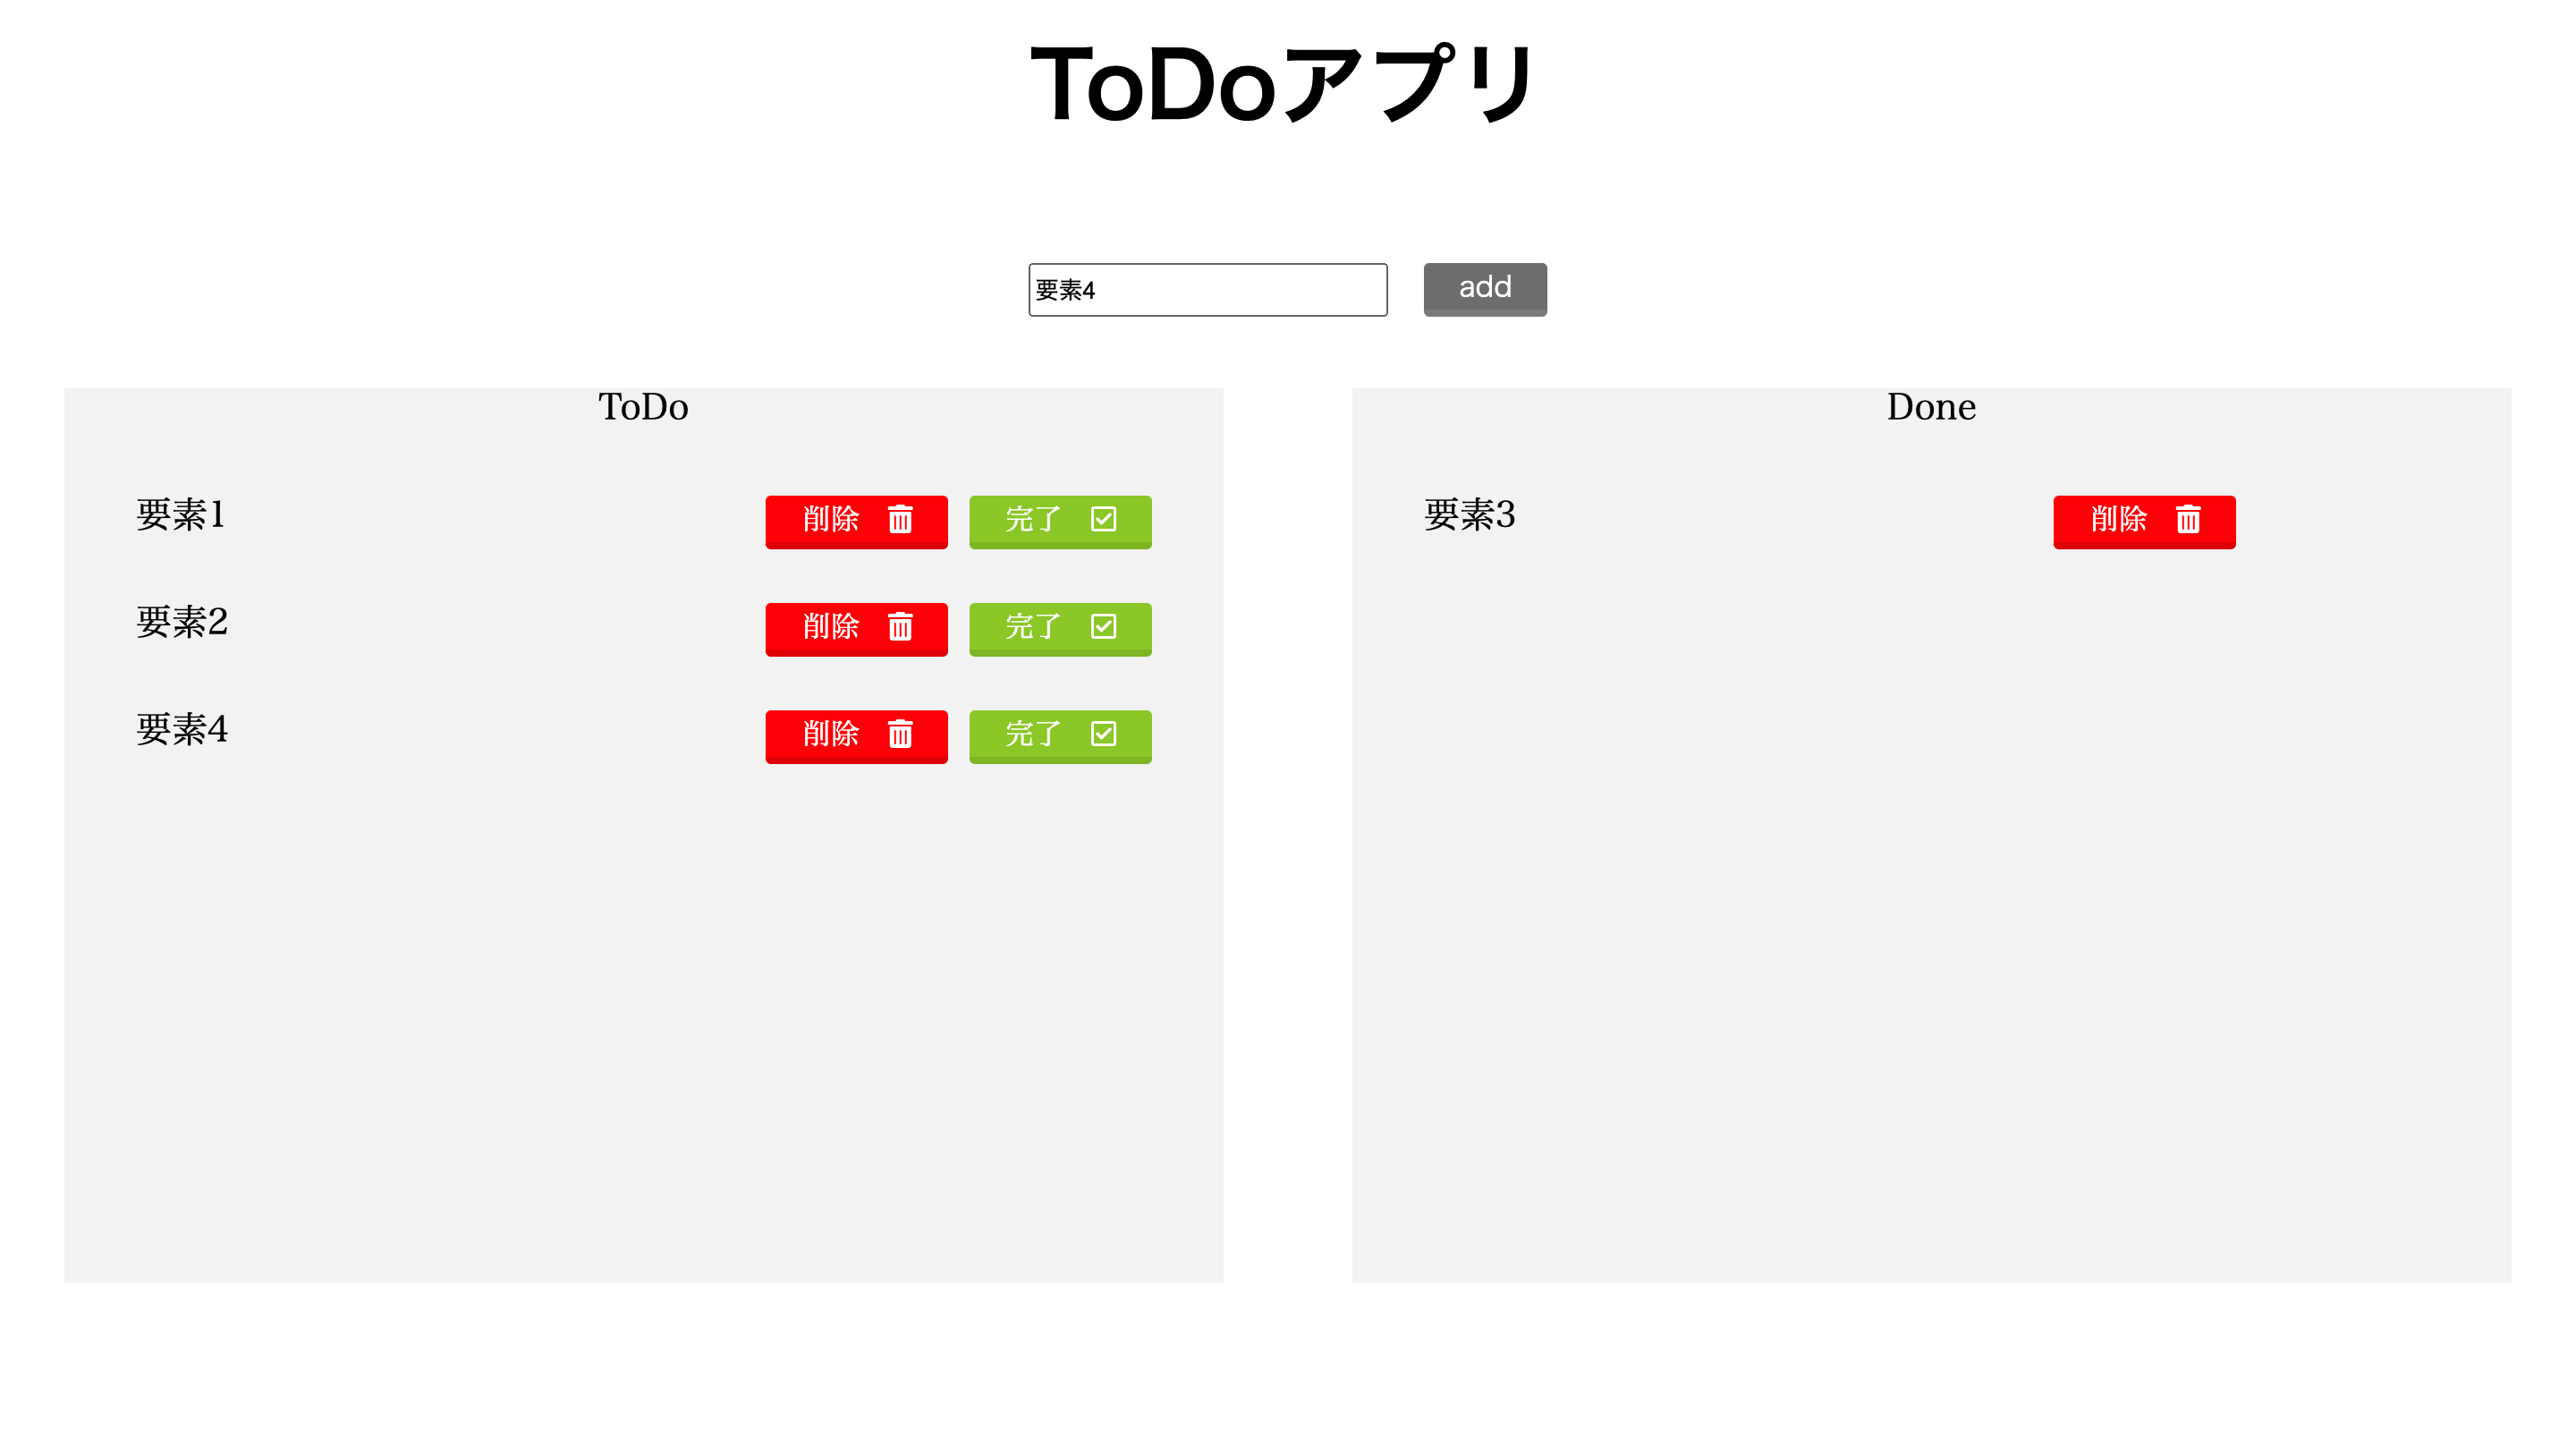 ToDoアプリ
要素4 add
ToDo
要素1 削除 完了
要素2 削除 完了
要素4 削除 完了
Done
要素3 削除